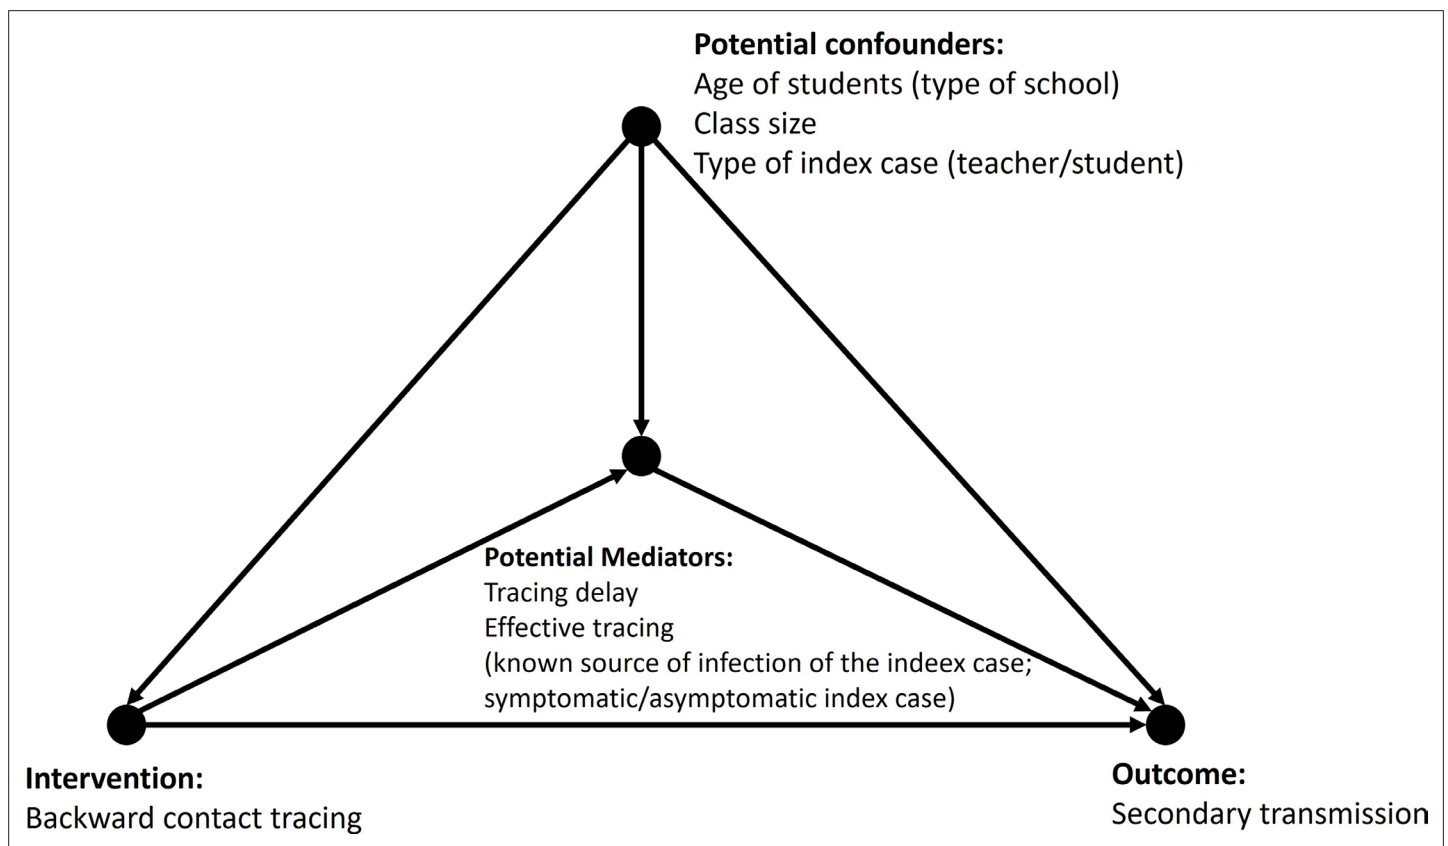 Potential confounders:
Age of students (type of school)
Class size
Type of index case (teacher/student)
Potential Mediators:
Tracing delay
Effective tracing
(known source of infection of the indeex case;
symptomatic/asymptomatic index case)
Intervention:
Backward contact tracing
Outcome:
Secondary transmission